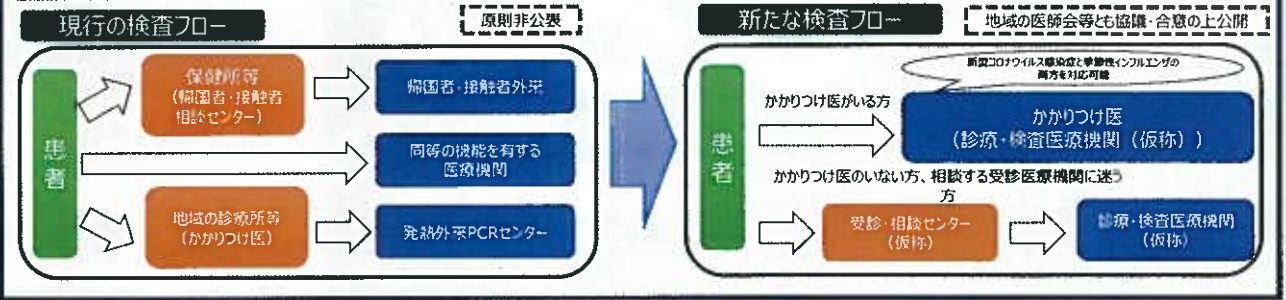 現行の検査フロー
原則非公表
患者
保健所等
(帰国者・接触者
相談センター)
帰国者・接触者外来
同等の機能を有する
医療機関
地域の診療所等
(かかりつけ医)
発熱外来PCRセンター
新たな検査フロー
地域の医師会等とも協議・合意の上公開
患者
新型コロナウイルス感染症と季節性インフルエンザの
両方を対応可能
かかりつけ医がいる方
かかりつけ医
(診療・検査医療機関(仮称))
かかりつけ医のいない方、相談する受診医療機関に迷う
方
受診・相談センター
(仮称)
診療・検査医療機関
(仮称)